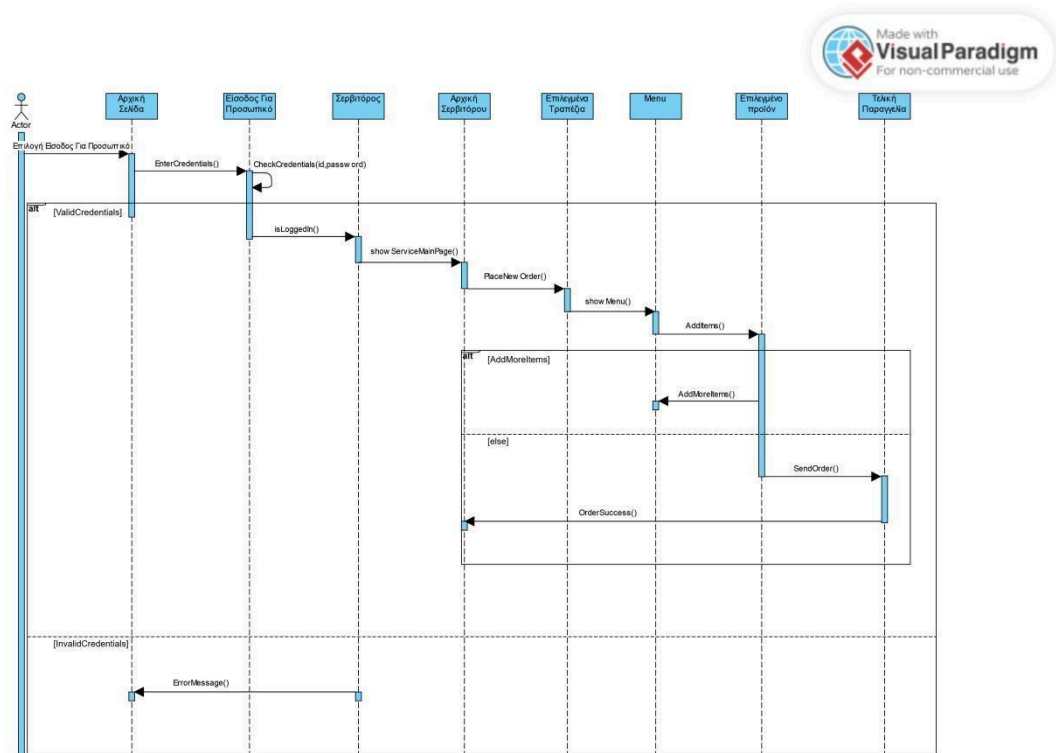 Made with
Visual Paradigm
For non-commercial use
Actor
Αρχική
Σελίδα
Είσοδος Για
Προσωπικό
Σερβιτόρος
Αρχική
Σερβιτόρου
Επιλεγμένα
Τραπέζια
Menu
Επιλεγμένο
προϊόν
Τελική
Παραγγελία
Επιλογή Είσοδος Για Προσωπικό
EnterCredentials()
CheckCredentials(id,passw ord)
alt
[ValidCredentials]
isLoggedIn()
show ServiceMainPage()
PlaceNew Order()
show Menu()
AddItems()
alt
[AddMoreItems]
AddMoreItems()
[else]
SendOrder()
OrderSuccess()
[InvalidCredentials]
ErrorMessage()